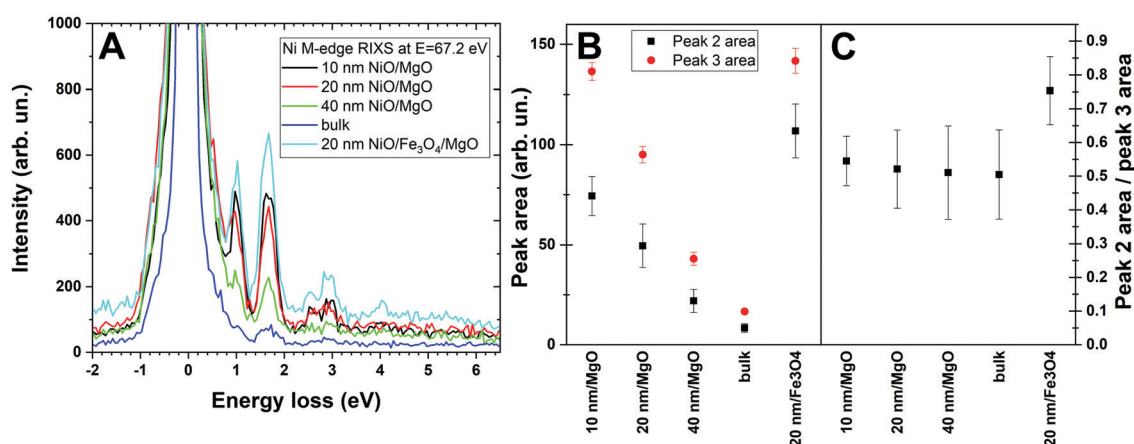 A
Ni M-edge RIXS at E=67.2 eV
10 nm NiO/MgO
20 nm NiO/MgO
40 nm NiO/MgO
bulk
20 nm NiO/Fe₃O₄/MgO
1000
800
600
400
200
0
Intensity (arb. un.)
-2 -1 0 1 2 3 4 5 6
Energy loss (eV)
B
Peak 2 area
Peak 3 area
150
100
50
0
Peak area (arb. un.)
10 nm/MgO
20 nm/MgO
40 nm/MgO
bulk
20 nm/Fe3O4
C
0.9
0.8
0.7
0.6
0.5
0.4
0.3
0.2
0.1
0.0
Peak 2 area / peak 3 area
10 nm/MgO
20 nm/MgO
40 nm/MgO
bulk
20 nm/Fe3O4